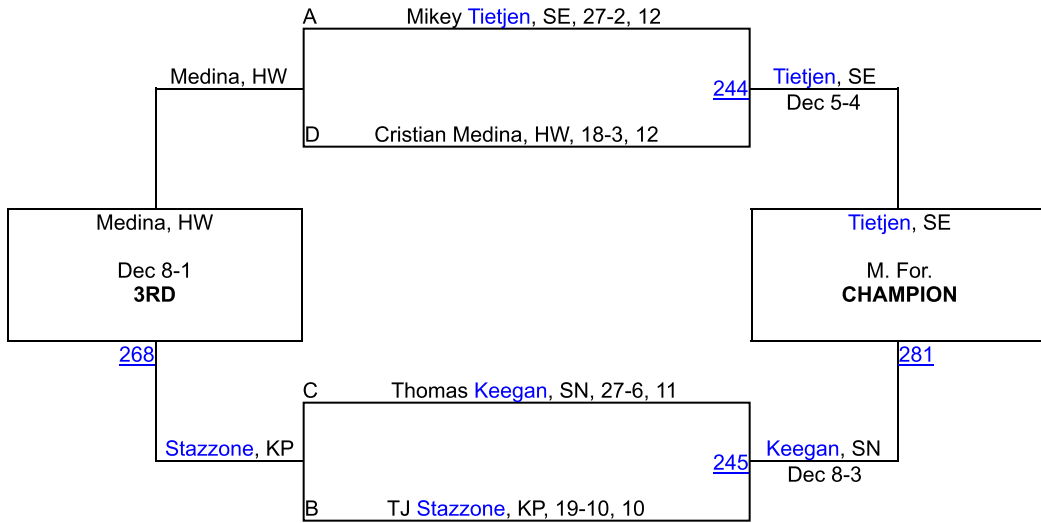 A Mikey Tietjen, SE, 27-2, 12
Medina, HW
244
Tietjen, SE
Dec 5-4
D Cristian Medina, HW, 18-3, 12
Medina, HW
Dec 8-1
3RD
268
Tietjen, SE
M. For.
CHAMPION
281
C Thomas Keegan, SN, 27-6, 11
Stazzone, KP
245
Keegan, SN
Dec 8-3
B TJ Stazzone, KP, 19-10, 10